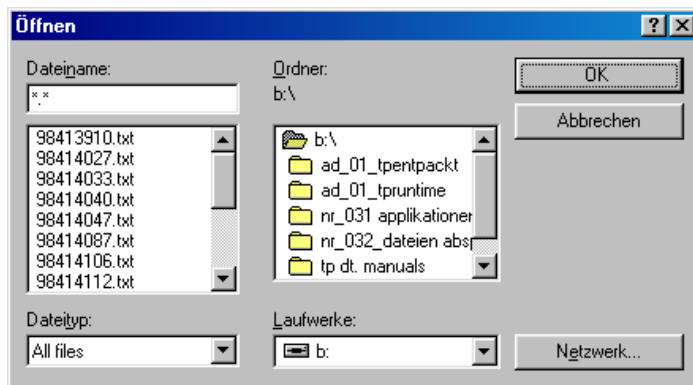 Öffnen
Dateiname:
*.*
98413910.txt
98414027.txt
98414033.txt
98414040.txt
98414047.txt
98414087.txt
98414106.txt
98414112.txt
Dateityp:
All files
Ordner:
b:\
b:\
ad_01_tpentpackt
ad_01_tpruntime
nr_031 applikationen
nr_032_dateien absp
tp dt. manuals
Laufwerke:
b:
OK
Abbrechen
Netzwerk...